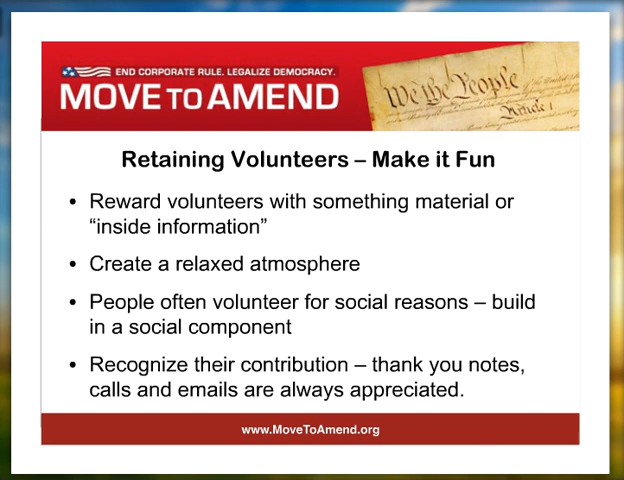 END CORPORATE RULE. LEGALIZE DEMOCRACY.
MOVE TO AMEND
We the People
Article 1
Retaining Volunteers – Make it Fun
• Reward volunteers with something material or
“inside information”
• Create a relaxed atmosphere
• People often volunteer for social reasons – build
in a social component
• Recognize their contribution – thank you notes,
calls and emails are always appreciated.
www.MoveToAmend.org